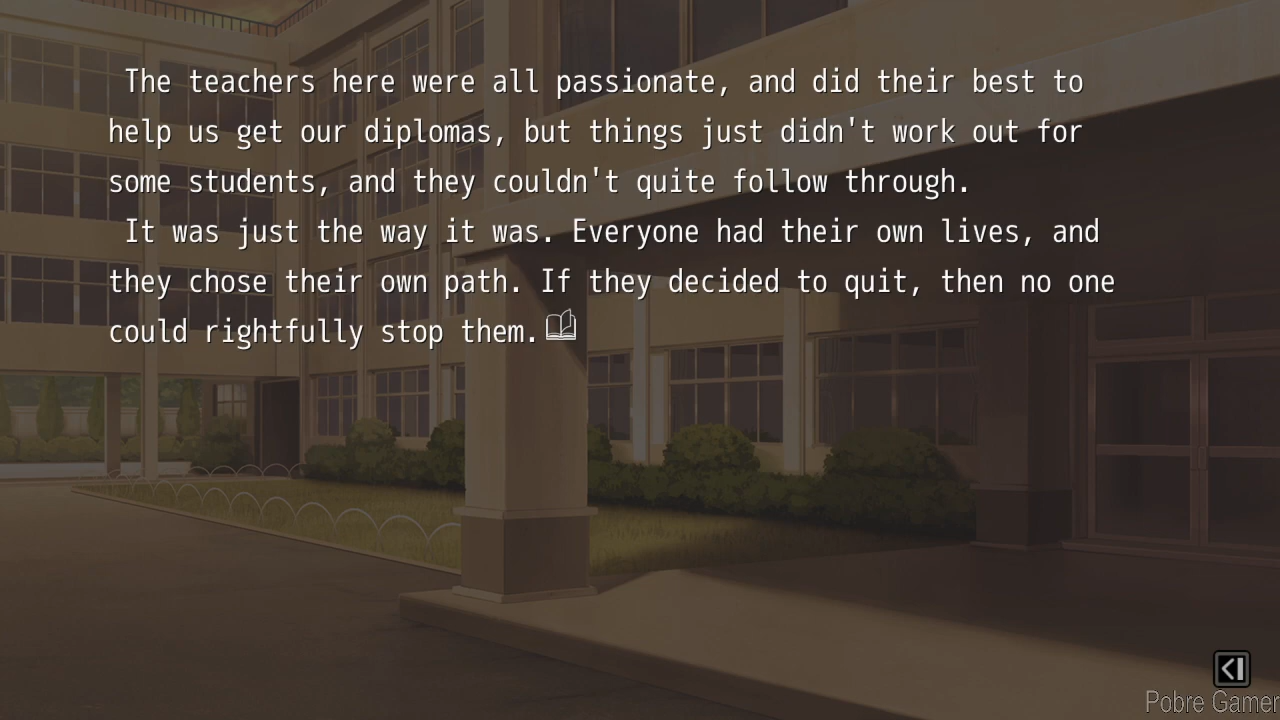 The teachers here were all passionate, and did their best to
help us get our diplomas, but things just didn't work out for
some students, and they couldn't quite follow through.
It was just the way it was. Everyone had their own lives, and
they chose their own path. If they decided to quit, then no one
could rightfully stop them.
Pobre Gamer